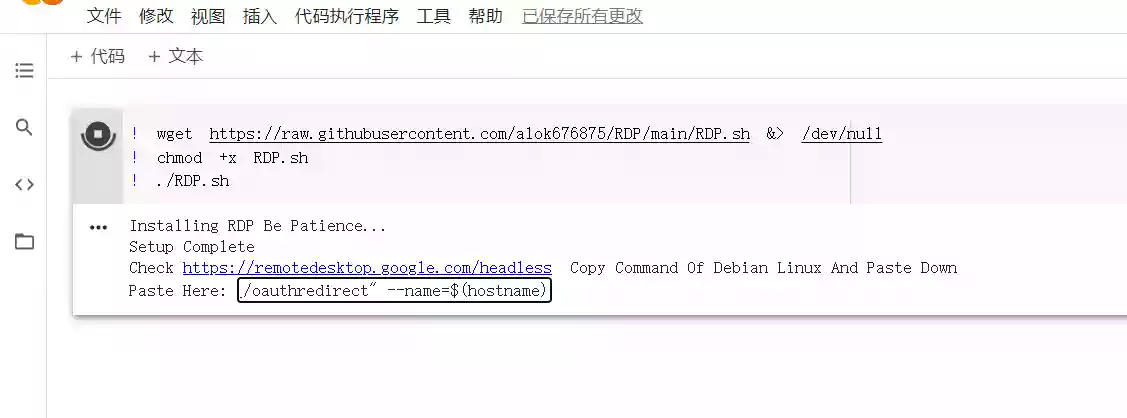 文件 修改 视图 插入 代码执行程序 工具 帮助 已保存所有更改
+ 代码 + 文本
! wget https://raw.githubusercontent.com/alok676875/RDP/main/RDP.sh &> /dev/null
! chmod +x RDP.sh
! ./RDP.sh
Installing RDP Be Patience...
Setup Complete
Check https://remotedesktop.google.com/headless Copy Command Of Debian Linux And Paste Down
Paste Here: /oauthredirect" --name=$(hostname)